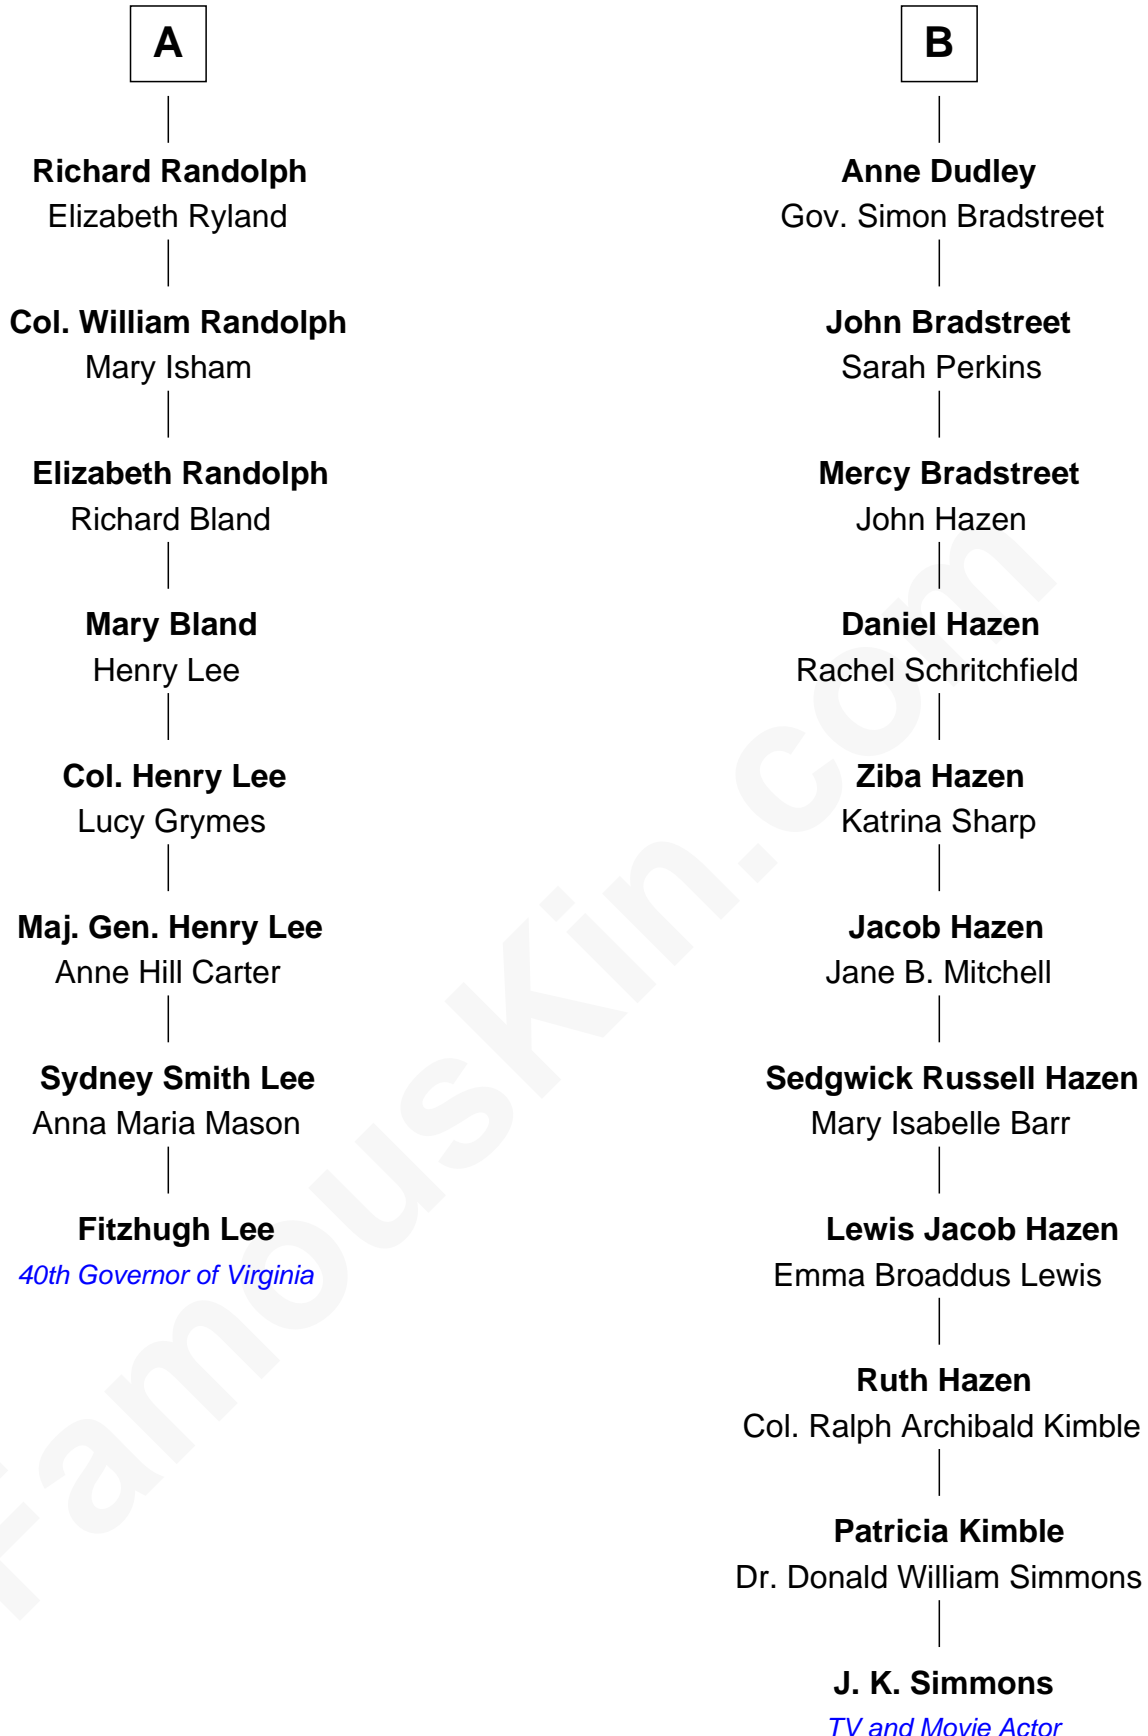 A
Richard Randolph
Elizabeth Ryland
Col. William Randolph
Mary Isham
Elizabeth Randolph
Richard Bland
Mary Bland
Henry Lee
Col. Henry Lee
Lucy Grymes
Maj. Gen. Henry Lee
Anne Hill Carter
Sydney Smith Lee
Anna Maria Mason
Fitzhugh Lee
40th Governor of Virginia
B
Anne Dudley
Gov. Simon Bradstreet
John Bradstreet
Sarah Perkins
Mercy Bradstreet
John Hazen
Daniel Hazen
Rachel Schritchfield
Ziba Hazen
Katrina Sharp
Jacob Hazen
Jane B. Mitchell
Sedgwick Russell Hazen
Mary Isabelle Barr
Lewis Jacob Hazen
Emma Broaddus Lewis
Ruth Hazen
Col. Ralph Archibald Kimble
Patricia Kimble
Dr. Donald William Simmons
J. K. Simmons
TV and Movie Actor
FamousKin.com